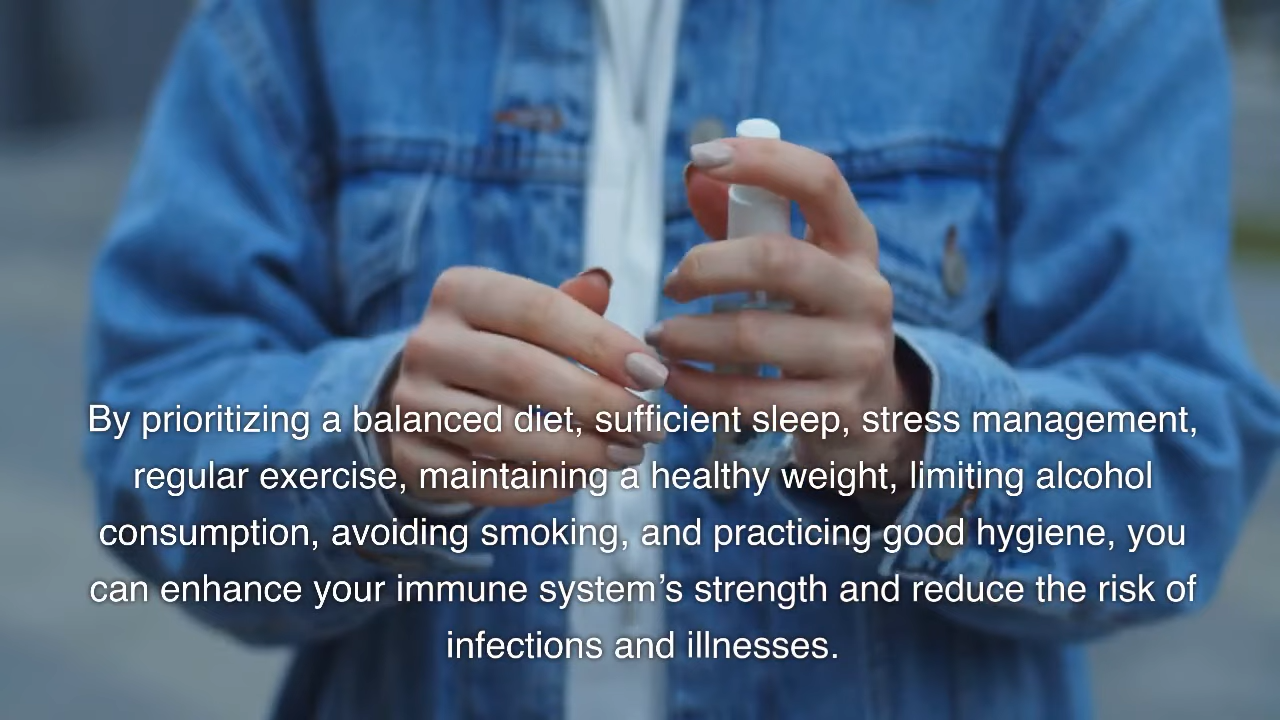 By prioritizing a balanced diet, sufficient sleep, stress management,
regular exercise, maintaining a healthy weight, limiting alcohol
consumption, avoiding smoking, and practicing good hygiene, you
can enhance your immune system’s strength and reduce the risk of
infections and illnesses.